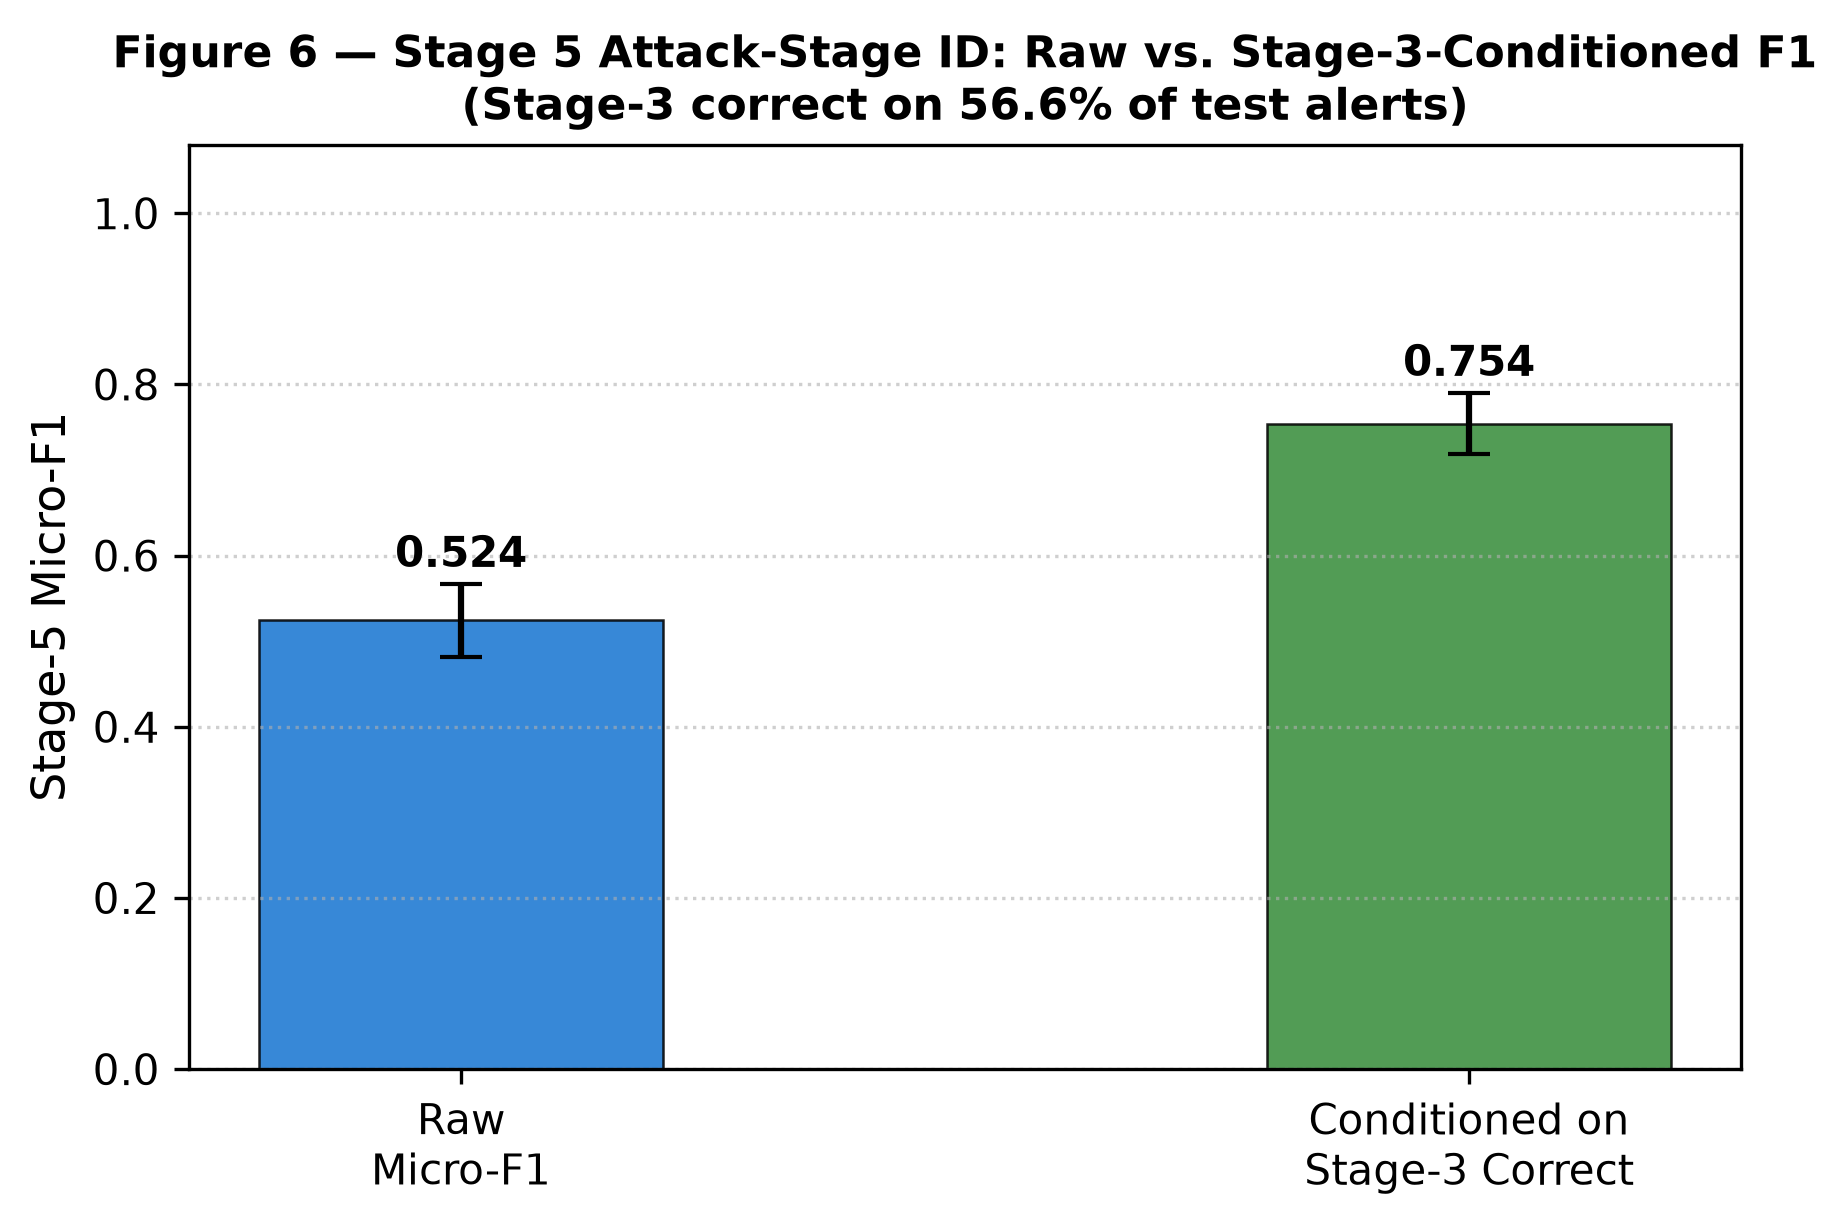 Figure 6 — Stage 5 Attack-Stage ID: Raw vs. Stage-3-Conditioned F1
(Stage-3 correct on 56.6% of test alerts)
Stage-5 Micro-F1
1.0
0.8
0.6
0.4
0.2
0.0
0.524
0.754
Raw
Micro-F1
Conditioned on
Stage-3 Correct